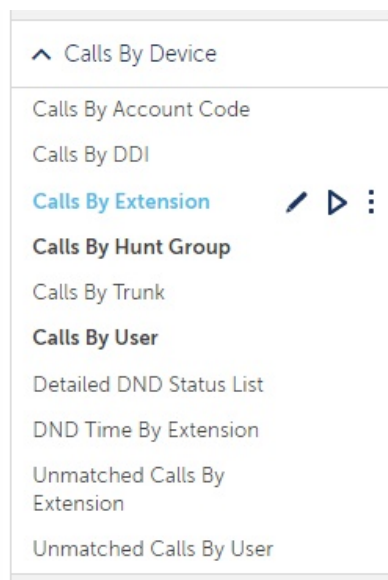 Calls By Device
Calls By Account Code
Calls By DDI
Calls By Extension
Calls By Hunt Group
Calls By Trunk
Calls By User
Detailed DND Status List
DND Time By Extension
Unmatched Calls By
Extension
Unmatched Calls By User